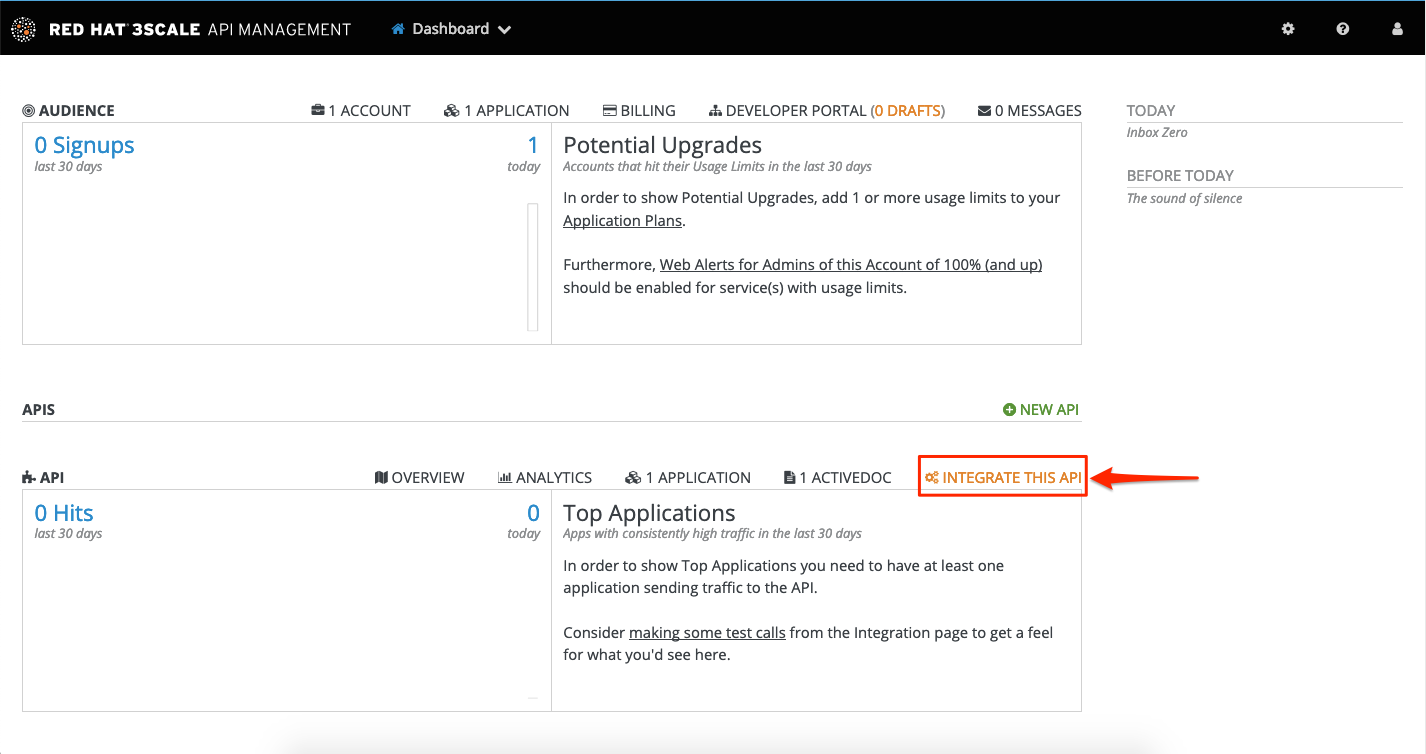 RED HAT® 3SCALE API MANAGEMENT Dashboard
AUDIENCE 1 ACCOUNT 1 APPLICATION BILLING DEVELOPER PORTAL (0 DRAFTS) 0 MESSAGES
0 Signups 1
last 30 days today
Potential Upgrades
Accounts that hit their Usage Limits in the last 30 days
In order to show Potential Upgrades, add 1 or more usage limits to your
Application Plans.
Furthermore, Web Alerts for Admins of this Account of 100% (and up)
should be enabled for service(s) with usage limits.
TODAY
Inbox Zero
BEFORE TODAY
The sound of silence
APIS NEW API
API OVERVIEW ANALYTICS 1 APPLICATION 1 ACTIVEDOC INTEGRATE THIS API
0 Hits 0
last 30 days today
Top Applications
Apps with consistently high traffic in the last 30 days
In order to show Top Applications you need to have at least one
application sending traffic to the API.
Consider making some test calls from the Integration page to get a feel
for what you'd see here.